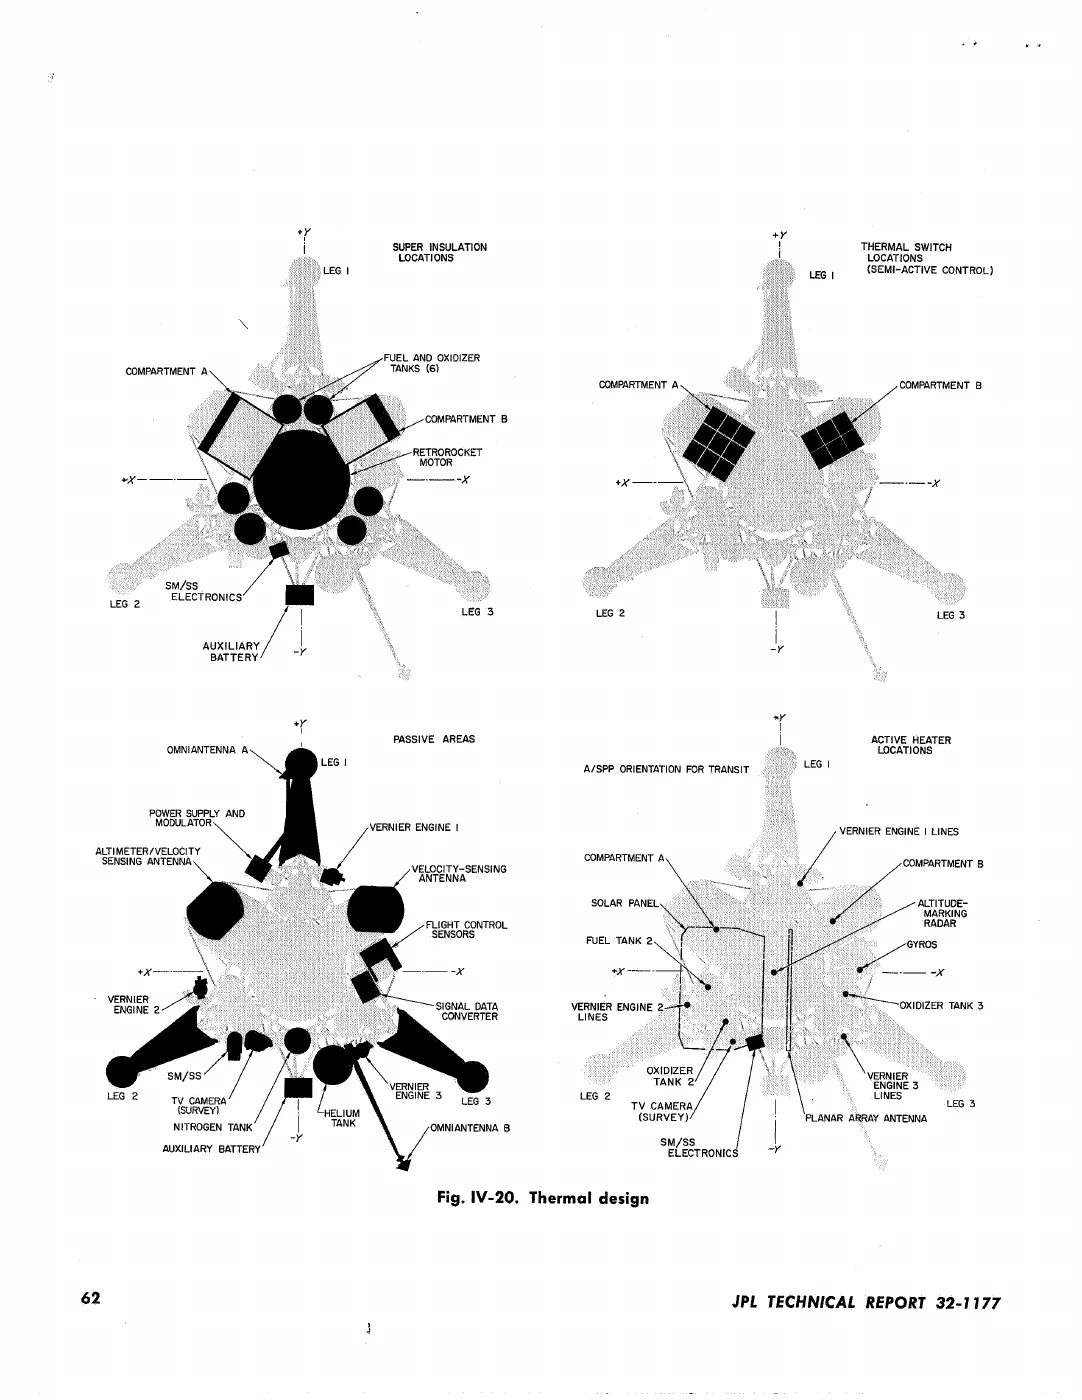 +Y
SUPER INSULATION
LOCATIONS
LEG I
FUEL AND OXIDIZER
TANKS (6)
COMPARTMENT A
COMPARTMENT B
RETROROCKET
MOTOR
+X
-X
SM/SS
ELECTRONICS
LEG 2
LEG 3
AUXILIARY
BATTERY
-Y
+Y
THERMAL SWITCH
LOCATIONS
(SEMI-ACTIVE CONTROL)
LEG I
COMPARTMENT A
COMPARTMENT B
+X
-X
LEG 2
LEG 3
-Y
+Y
PASSIVE AREAS
OMNIANTENNA A
LEG I
POWER SUPPLY AND
MODULATOR
VERNIER ENGINE I
ALTIMETER/VELOCITY
SENSING ANTENNA
VELOCITY-SENSING
ANTENNA
FLIGHT CONTROL
SENSORS
+X
-X
VERNIER
ENGINE 2
SIGNAL DATA
CONVERTER
SM/SS
LEG 2
TV CAMERA
(SURVEY)
VERNIER
ENGINE 3
LEG 3
HELIUM
TANK
NITROGEN TANK
OMNIANTENNA B
AUXILIARY BATTERY
-Y
+Y
ACTIVE HEATER
LOCATIONS
A/SPP ORIENTATION FOR TRANSIT
LEG I
VERNIER ENGINE I LINES
COMPARTMENT A
COMPARTMENT B
SOLAR PANEL
ALTITUDE-
MARKING
RADAR
FUEL TANK 2
GYROS
+X
-X
VERNIER ENGINE 2
LINES
OXIDIZER TANK 3
OXIDIZER
TANK 2
VERNIER
ENGINE 3
LINES
LEG 2
LEG 3
TV CAMERA
(SURVEY)
PLANAR ARRAY ANTENNA
SM/SS
ELECTRONICS
-Y
Fig. IV-20. Thermal design
62
JPL TECHNICAL REPORT 32-1177